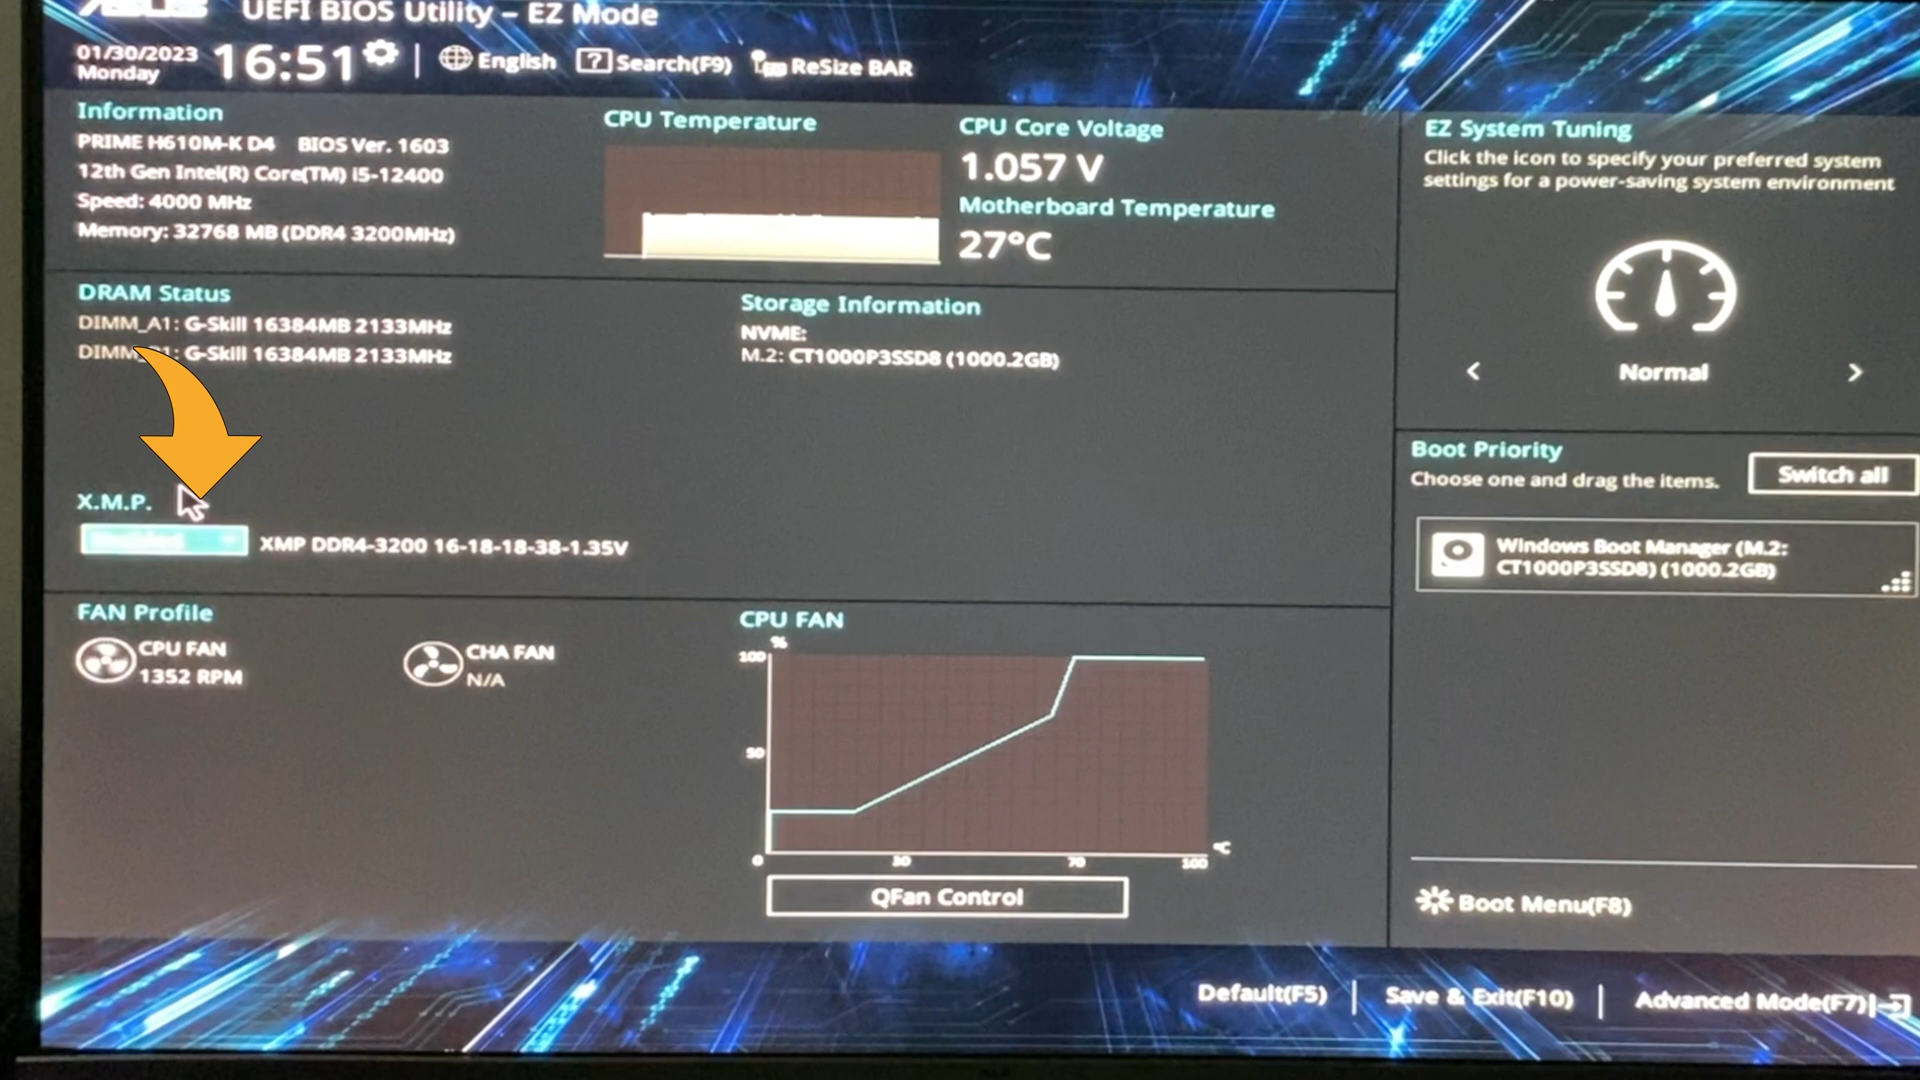 UEFI BIOS Utility – EZ Mode
01/30/2023
Monday
16:51
English
Search(F9)
ReSize BAR
Information
PRIME H610M-K D4 BIOS Ver. 1603
12th Gen Intel(R) Core(TM) i5-12400
Speed: 4000 MHz
Memory: 32768 MB (DDR4 3200MHz)
CPU Temperature
CPU Core Voltage
1.057 V
Motherboard Temperature
27°C
EZ System Tuning
Click the icon to specify your preferred system
settings for a power-saving system environment
Normal
DRAM Status
DIMM_A1: G-Skill 16384MB 2133MHz
G-Skill 16384MB 2133MHz
Storage Information
NVME:
M.2: CT1000P3SSD8 (1000.2GB)
X.M.P.
XMP DDR4-3200 16-18-18-38-1.35V
Boot Priority
Choose one and drag the items.
Switch all
Windows Boot Manager (M.2:
CT1000P3SSD8) (1000.2GB)
FAN Profile
CPU FAN
1352 RPM
CHA FAN
N/A
CPU FAN
%
100
50
0
30
70
100
°C
QFan Control
Boot Menu(F8)
Default(F5)
Save & Exit(F10)
Advanced Mode(F7)